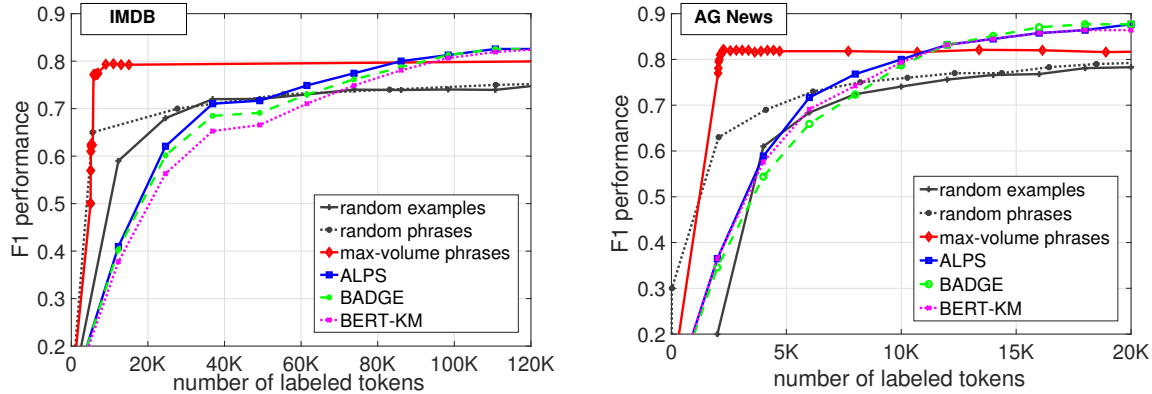 IMDB
0.9
0.8
0.7
0.6
0.5
0.4
0.3
0.2
F1 performance
0
20K
40K
60K
80K
100K
120K
number of labeled tokens
random examples
random phrases
max-volume phrases
ALPS
BADGE
BERT-KM
AG News
0.9
0.8
0.7
0.6
0.5
0.4
0.3
0.2
F1 performance
0
5K
10K
15K
20K
number of labeled tokens
random examples
random phrases
max-volume phrases
ALPS
BADGE
BERT-KM